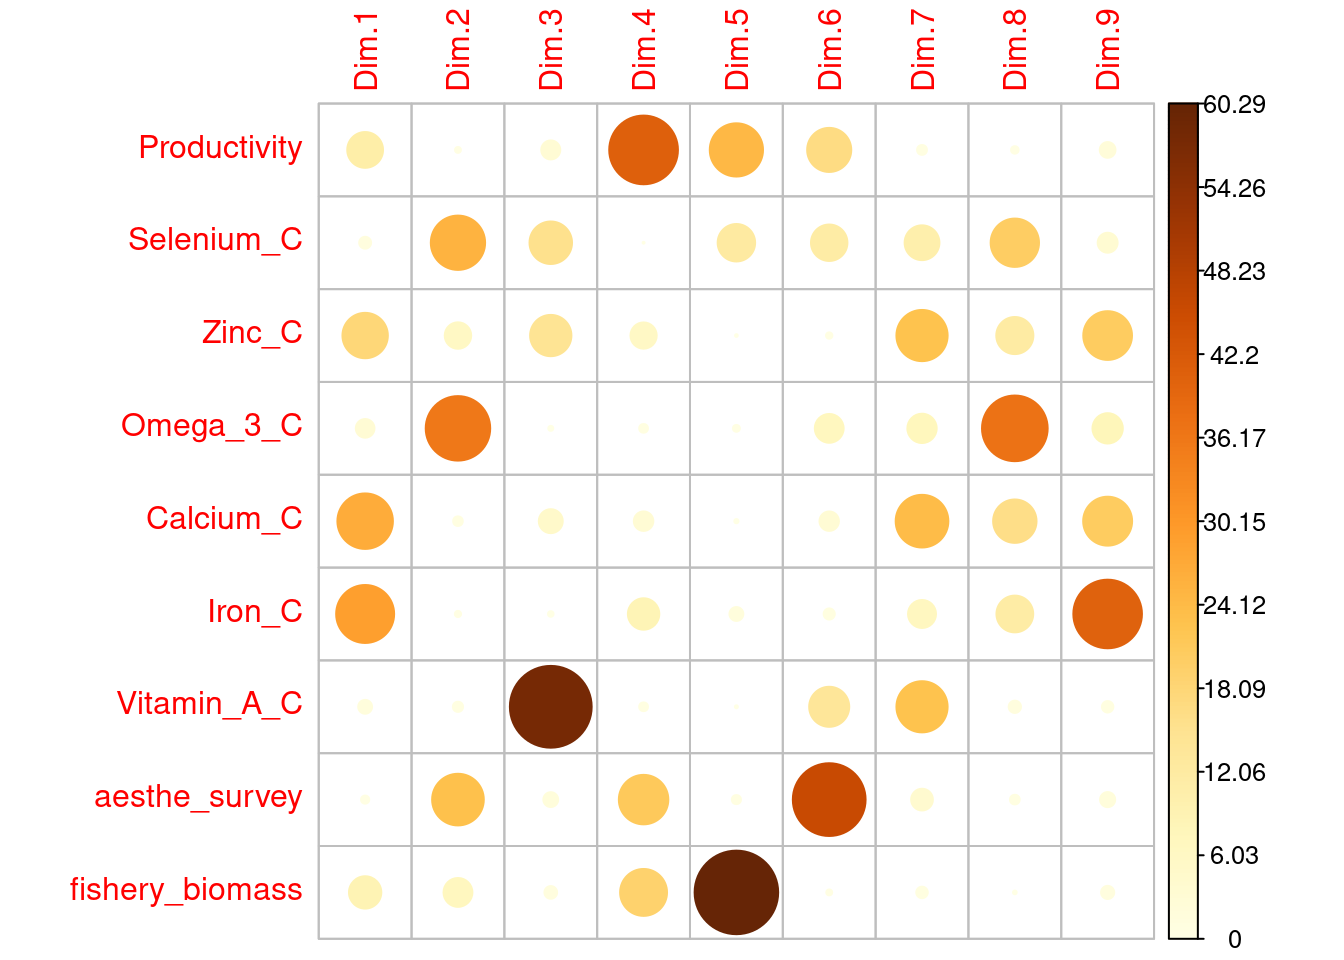 Dim.1 Dim.2 Dim.3 Dim.4 Dim.5 Dim.6 Dim.7 Dim.8 Dim.9
Productivity
Selenium_C
Zinc_C
Omega_3_C
Calcium_C
Iron_C
Vitamin_A_C
aesthe_survey
fishery_biomass
60.29
54.26
48.23
42.2
36.17
30.15
24.12
18.09
12.06
6.03
0